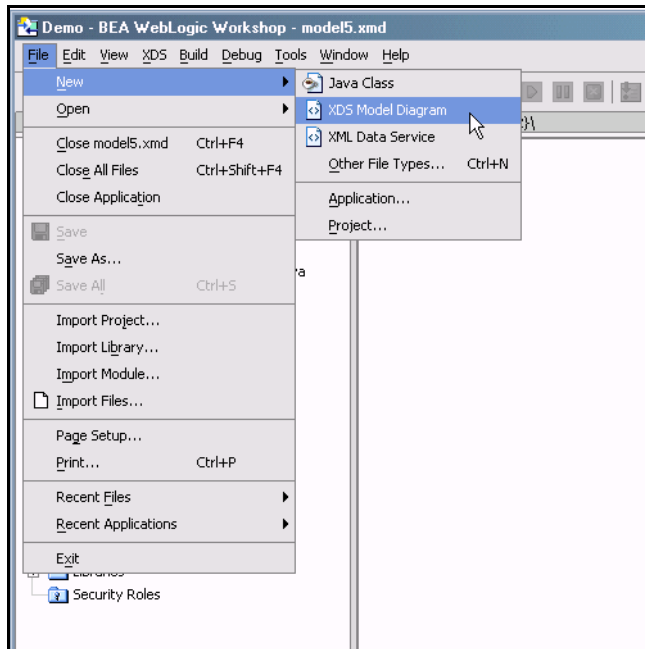 Demo - BEA WebLogic Workshop - model5.xmd
File Edit View XDS Build Debug Tools Window Help
New
Open
Close model5.xmd Ctrl+F4
Close All Files Ctrl+Shift+F4
Close Application
Save
Save As...
Save All Ctrl+S
Import Project...
Import Library...
Import Module...
Import Files...
Page Setup...
Print... Ctrl+P
Recent Files
Recent Applications
Exit
Java Class
XDS Model Diagram
XML Data Service
Other File Types... Ctrl+N
Application...
Project...
}\
va
Libraries
Security Roles